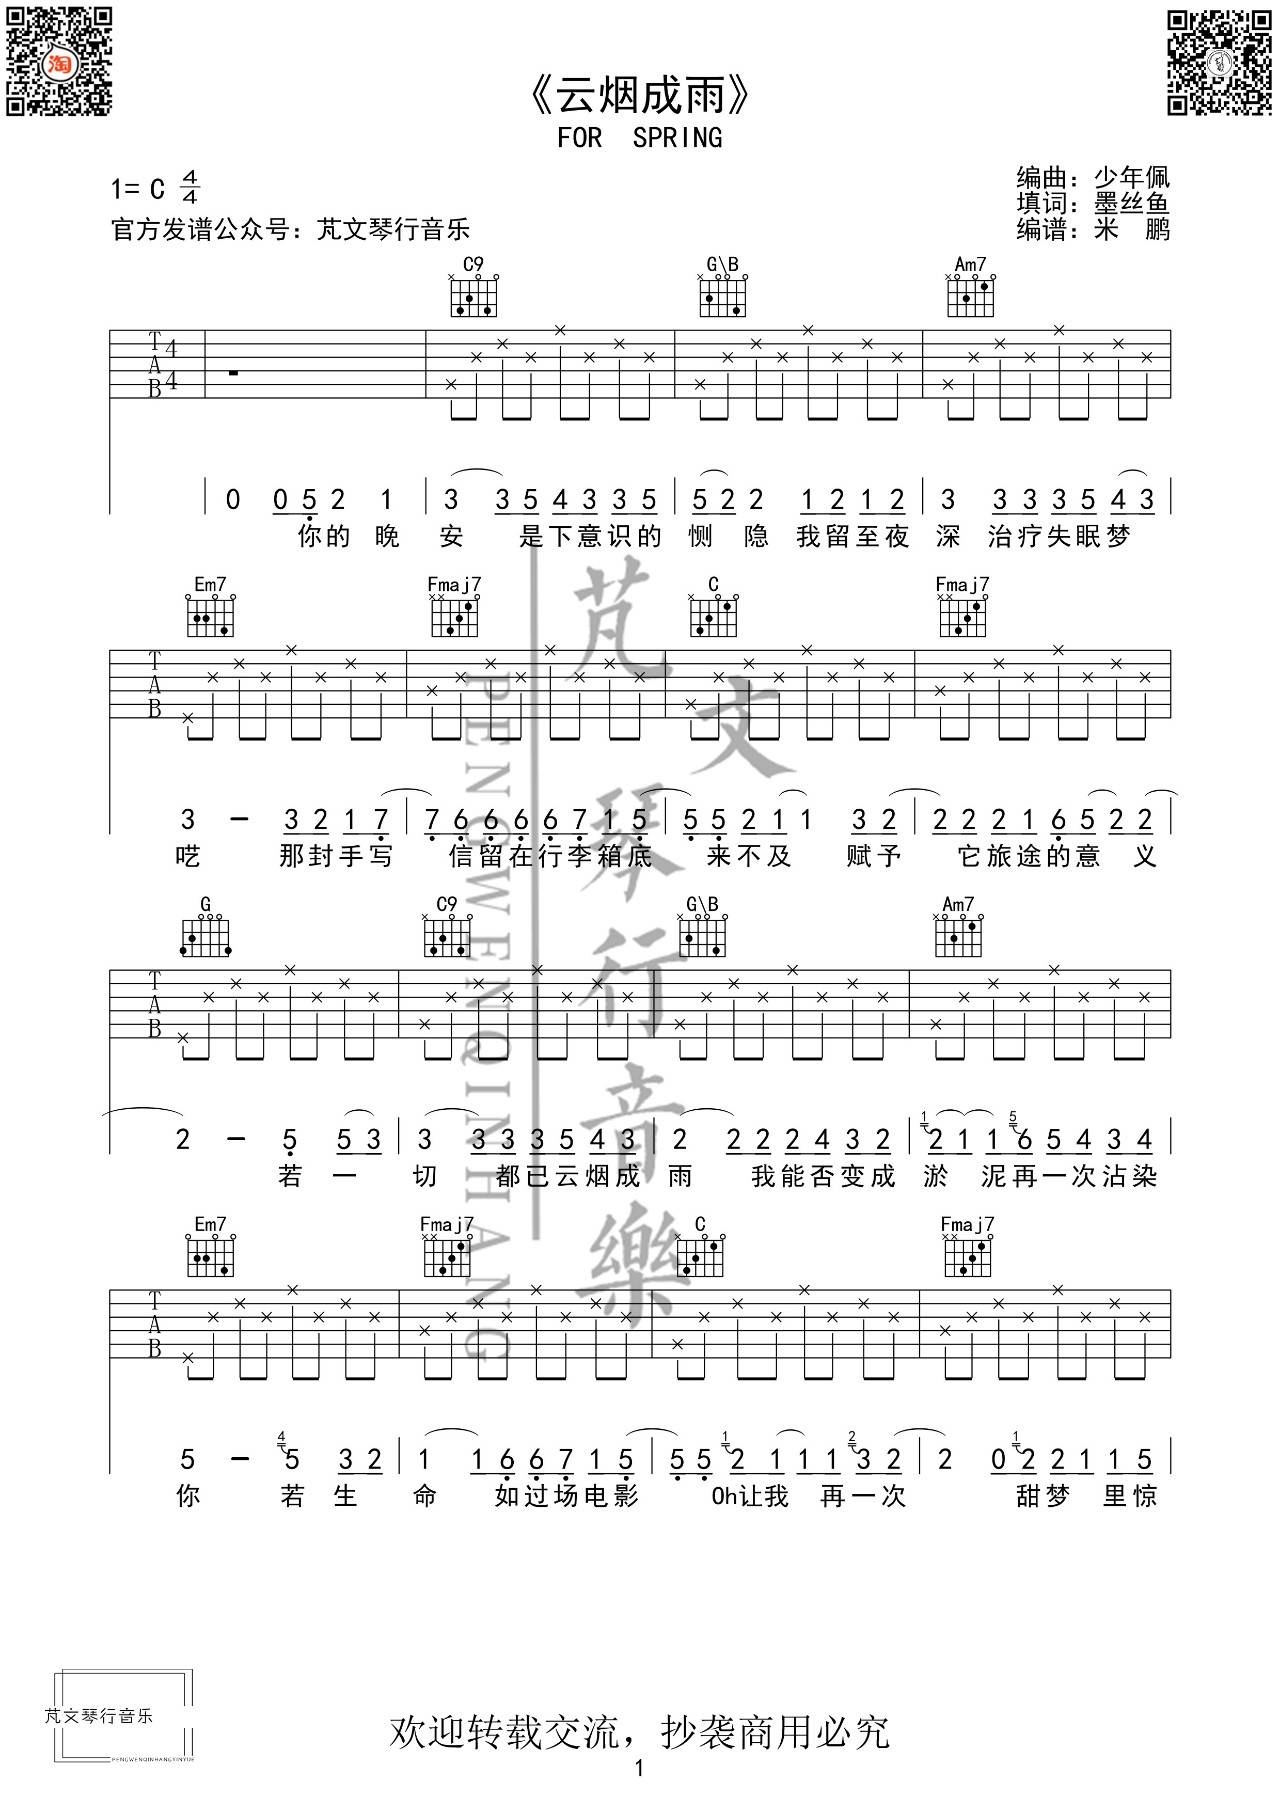 《云烟成雨》
FOR SPRING
1= C 4/4
编曲：少年佩
填词：墨丝鱼
官方发谱公众号：芃文琴行音乐
编谱：米 鹏
C9 G\B Am7
T A B 4 4
0 0 5 2 1 3 3 5 4 3 3 5 5 2 2 1 2 1 2 3 3 3 3 5 4 3
你的 晚 安 是下意识的 恻 隐 我留至夜 深 治疗失眠梦
Em7 Fmaj7 C Fmaj7
T A B
3 - 3 2 1 7 7 6 6 6 6 7 1 5 5 5 2 1 1 3 2 2 2 2 1 6 5 2 2
呓 那封手写 信留在行李箱底 来不及 赋予 它旅途的意 义
G C9 G\B Am7
T A B
2 - 5 5 3 3 3 3 3 5 4 3 2 2 2 2 4 3 2 1 2 1 1 5 6 5 4 3 4
若 一 切 都已云烟成 雨 我能否变成 淤 泥再一次沾染
Em7 Fmaj7 C Fmaj7
T A B
5 - 4 5 3 2 1 1 6 6 7 1 5 5 5 1 2 1 1 1 2 3 2 2 0 1 2 2 1 1 5
你 若 生 命 如过场电影 Oh让我 再一次 甜梦 里惊
芃文琴行音樂
PENGWENQINHANG
芃文琴行音乐
PENGWENQINHANGYINYUE
欢迎转载交流，抄袭商用必究
1